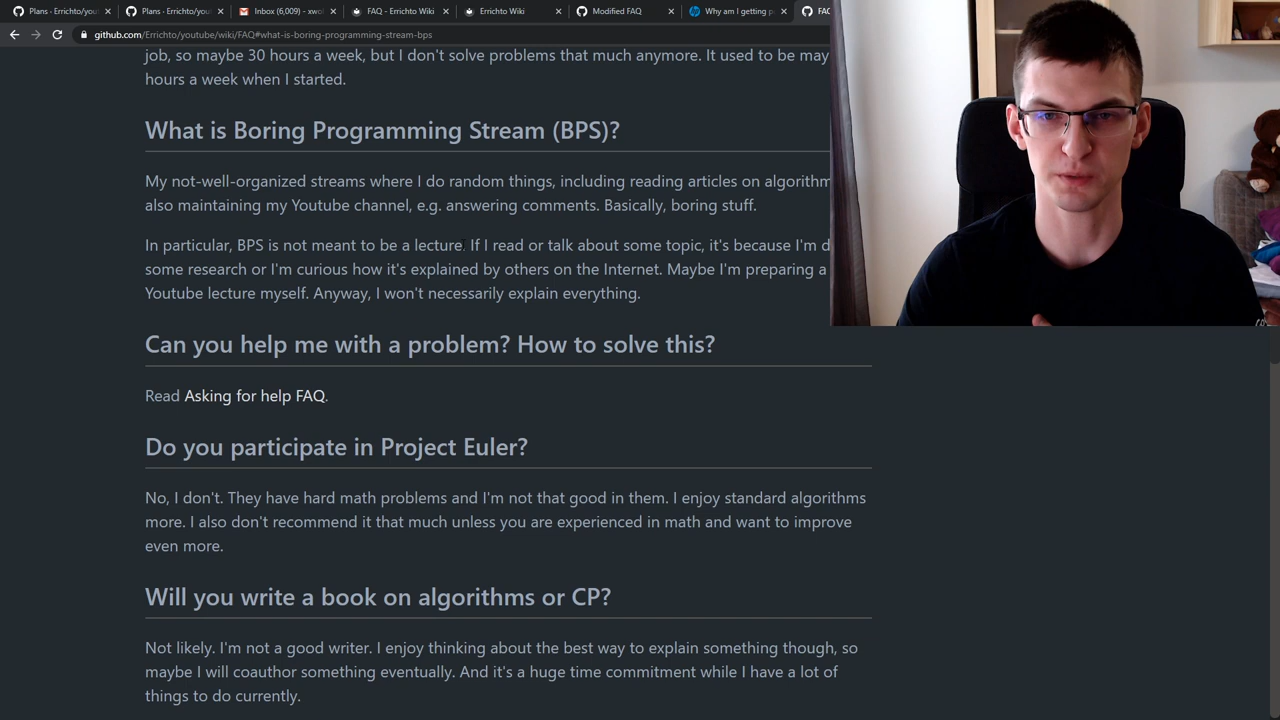 Plans · Errichto/you
Plans · Errichto/you
Inbox (6,009) - xwo
FAQ - Errichto Wiki
Errichto Wiki
Modified FAQ
Why am I getting p
FAQ
github.com/Errichto/youtube/wiki/FAQ#what-is-boring-programming-stream-bps
job, so maybe 30 hours a week, but I don't solve problems that much anymore. It used to be may
hours a week when I started.
What is Boring Programming Stream (BPS)?
My not-well-organized streams where I do random things, including reading articles on algorithm
also maintaining my Youtube channel, e.g. answering comments. Basically, boring stuff.
In particular, BPS is not meant to be a lecture. If I read or talk about some topic, it's because I'm d
some research or I'm curious how it's explained by others on the Internet. Maybe I'm preparing a
Youtube lecture myself. Anyway, I won't necessarily explain everything.
Can you help me with a problem? How to solve this?
Read Asking for help FAQ.
Do you participate in Project Euler?
No, I don't. They have hard math problems and I'm not that good in them. I enjoy standard algorithms
more. I also don't recommend it that much unless you are experienced in math and want to improve
even more.
Will you write a book on algorithms or CP?
Not likely. I'm not a good writer. I enjoy thinking about the best way to explain something though, so
maybe I will coauthor something eventually. And it's a huge time commitment while I have a lot of
things to do currently.